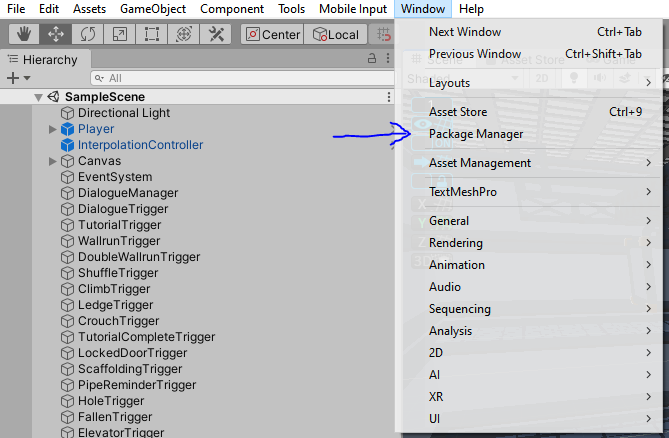 File Edit Assets GameObject Component Tools Mobile Input Window Help
Center Local
Hierarchy
All
SampleScene
Directional Light
Player
InterpolationController
Canvas
EventSystem
DialogueManager
DialogueTrigger
TutorialTrigger
WallrunTrigger
DoubleWallrunTrigger
ShuffleTrigger
ClimbTrigger
LedgeTrigger
CrouchTrigger
TutorialCompleteTrigger
LockedDoorTrigger
ScaffoldingTrigger
PipeReminderTrigger
HoleTrigger
FallenTrigger
ElevatorTrigger
Next Window Ctrl+Tab
Previous Window Ctrl+Shift+Tab
Layouts
Asset Store Ctrl+9
Package Manager
Asset Management
TextMeshPro
General
Rendering
Animation
Audio
Sequencing
Analysis
2D
AI
XR
UI